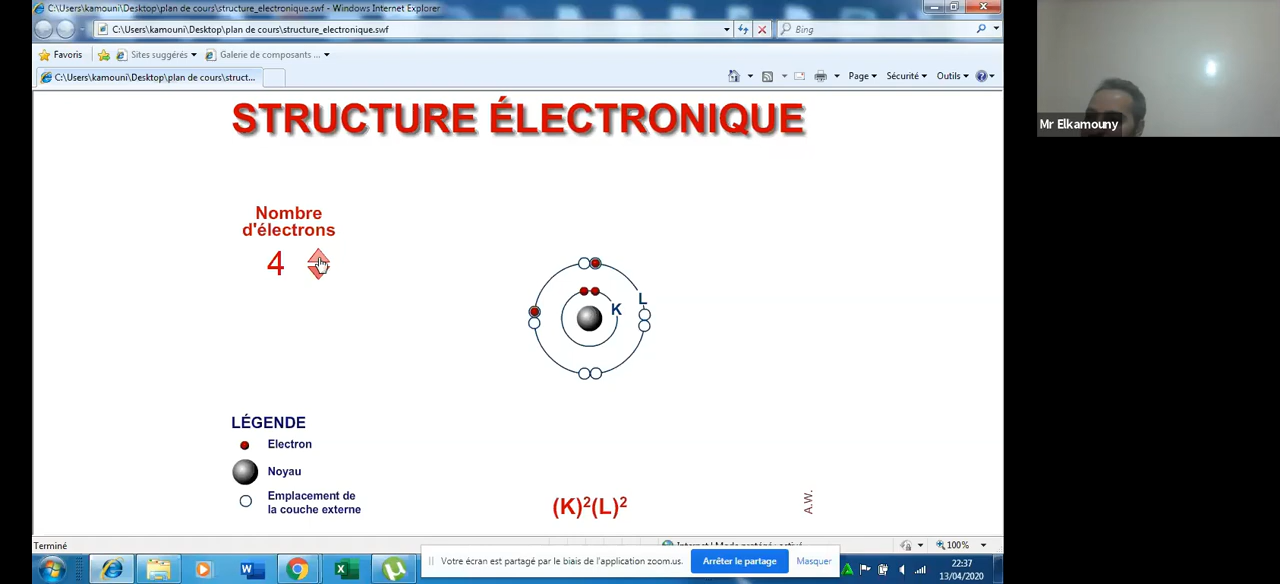 C:\Users\kamouni\Desktop\plan de cours\structure_electronique.swf - Windows Internet Explorer
C:\Users\kamouni\Desktop\plan de cours\structure_electronique.swf
Bing
Favoris
Sites suggérés
Galerie de composants ...
C:\Users\kamouni\Desktop\plan de cours\struct...
Page
Sécurité
Outils
STRUCTURE ÉLECTRONIQUE
Nombre
d'électrons
4
K
L
LÉGENDE
Electron
Noyau
Emplacement de
la couche externe
(K)²(L)²
A.W.
Terminé
100%
Votre écran est partagé par le biais de l'application zoom.us.
Arrêter le partage
Masquer
22:37
13/04/2020
Mr Elkamouny